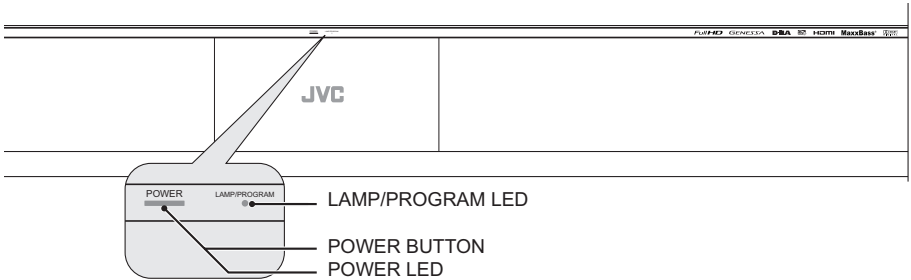 FullHD GENESSA D-ILA HDMI MaxxBass
JVC
POWER LAMP/PROGRAM
LAMP/PROGRAM LED
POWER BUTTON
POWER LED